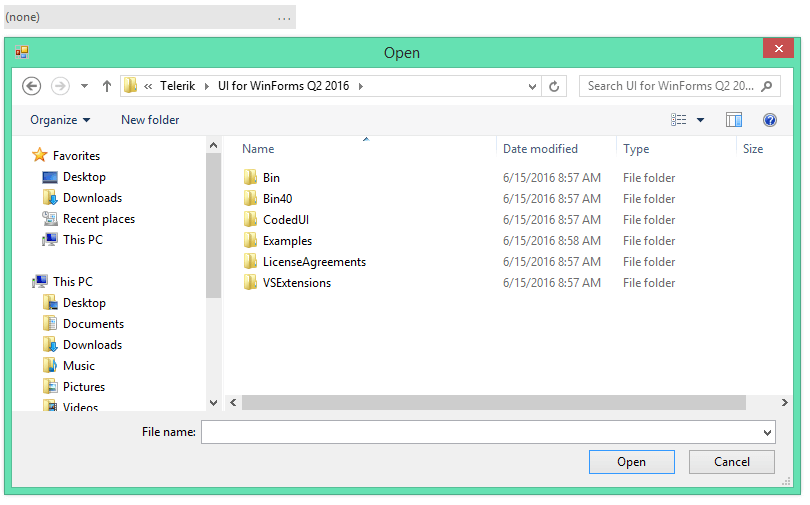 (none) ...
Open
« Telerik UI for WinForms Q2 2016 Search UI for WinForms Q2 20...
Organize New folder
Name Date modified Type Size
Favorites
Desktop
Downloads
Recent places
This PC
This PC
Desktop
Documents
Downloads
Music
Pictures
Videos
Bin 6/15/2016 8:57 AM File folder
Bin40 6/15/2016 8:57 AM File folder
CodedUI 6/15/2016 8:57 AM File folder
Examples 6/15/2016 8:58 AM File folder
LicenseAgreements 6/15/2016 8:57 AM File folder
VSExtensions 6/15/2016 8:57 AM File folder
File name:
Open Cancel